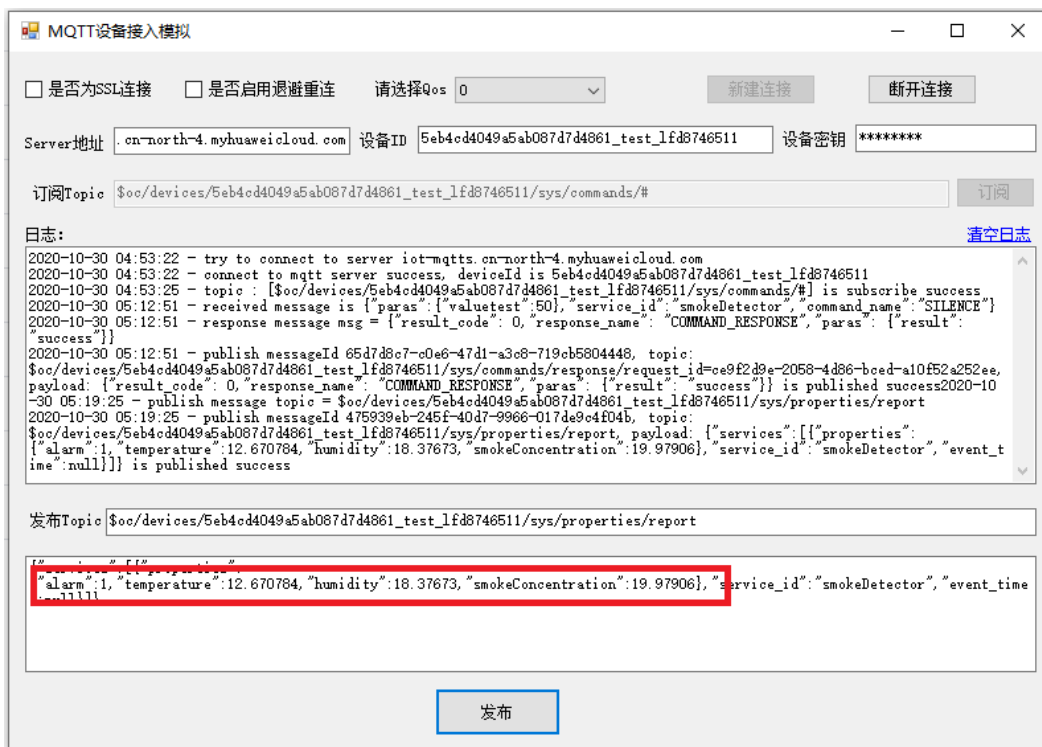 MQTT设备接入模拟
是否为SSL连接 是否启用退避重连 请选择Qos 0 新建连接 断开连接
Server地址 .cn-north-4.myhuaweicloud.com 设备ID 5eb4cd4049a5ab087d7d4861_test_lfd8746511 设备密钥 ********
订阅Topic $oc/devices/5eb4cd4049a5ab087d7d4861_test_lfd8746511/sys/commands/# 订阅
日志: 清空日志
2020-10-30 04:53:22 - try to connect to server iot-mqtts.cn-north-4.myhuaweicloud.com
2020-10-30 04:53:22 - connect to mqtt server success, deviceId is 5eb4cd4049a5ab087d7d4861_test_lfd8746511
2020-10-30 04:53:25 - topic : [$oc/devices/5eb4cd4049a5ab087d7d4861_test_lfd8746511/sys/commands/#] is subscribe success
2020-10-30 05:12:51 - received message is {"paras":{"valuetest":50},"service_id":"smokeDetector","command_name":"SILENCE"}
2020-10-30 05:12:51 - response message msg = {"result_code": 0,"response_name": "COMMAND_RESPONSE","paras": {"result":
"success"}}
2020-10-30 05:12:51 - publish messageId 65d7d8c7-c0e6-47d1-a3c8-719cb5804448, topic:
$oc/devices/5eb4cd4049a5ab087d7d4861_test_lfd8746511/sys/commands/response/request_id=ce9f2d9e-2058-4d86-bced-a10f52a252ee,
payload: {"result_code": 0,"response_name": "COMMAND_RESPONSE","paras": {"result": "success"}} is published success2020-10
-30 05:19:25 - publish message topic = $oc/devices/5eb4cd4049a5ab087d7d4861_test_lfd8746511/sys/properties/report
2020-10-30 05:19:25 - publish messageId 475939eb-245f-40d7-9966-017de9c4f04b, topic:
$oc/devices/5eb4cd4049a5ab087d7d4861_test_lfd8746511/sys/properties/report, payload: {"services":[{"properties":
{"alarm":1,"temperature":12.670784,"humidity":18.37673,"smokeConcentration":19.97906},"service_id":"smokeDetector","event_t
ime":null}]} is published success
发布Topic $oc/devices/5eb4cd4049a5ab087d7d4861_test_lfd8746511/sys/properties/report
"alarm":1,"temperature":12.670784,"humidity":18.37673,"smokeConcentration":19.97906},"service_id":"smokeDetector","event_time
发布